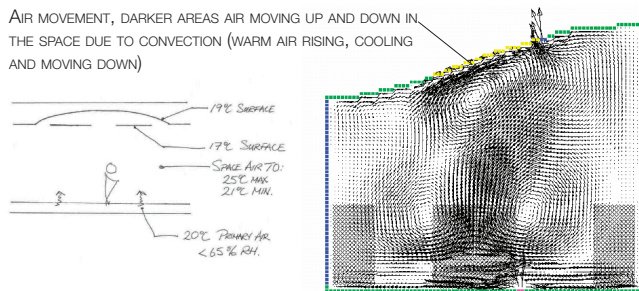 AIR MOVEMENT, DARKER AREAS AIR MOVING UP AND DOWN IN
THE SPACE DUE TO CONVECTION (WARM AIR RISING, COOLING
AND MOVING DOWN)
19°C SURFACE
17°C SURFACE
SPACE AIR TO:
25°C MAX
21°C MIN.
20°C PRIMARY AIR
<65% RH.